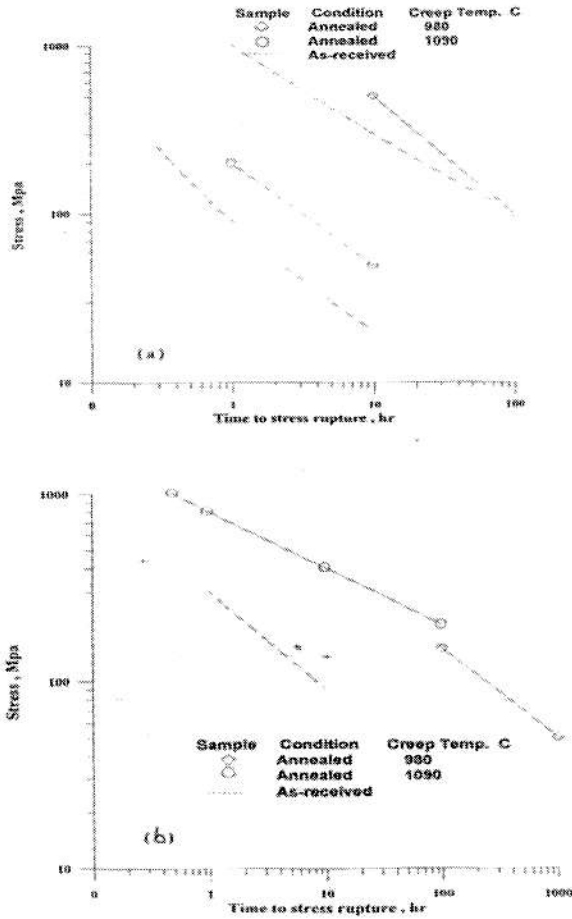 Sample Condition Creep Temp. C
Annealed 980
Annealed 1090
As-received
1000
100
10
Stress , Mpa
(a)
0 1 10 100
Time to stress rupture , hr
1000
100
10
Stress , Mpa
Sample Condition Creep Temp. C
Annealed 980
Annealed 1090
As-received
(b)
0 1 10 100 1000
Time to stress rupture , hr